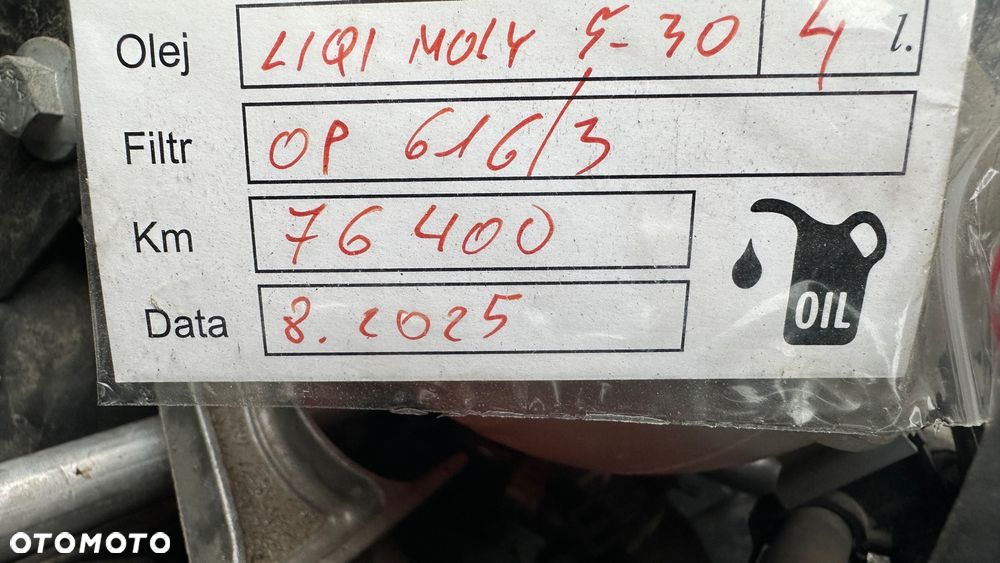 Olej LIQI MOLY 5-30 4 l.
Filtr OP 616/3
Km 76 400
Data 8.2025
OIL
OTOMOTO